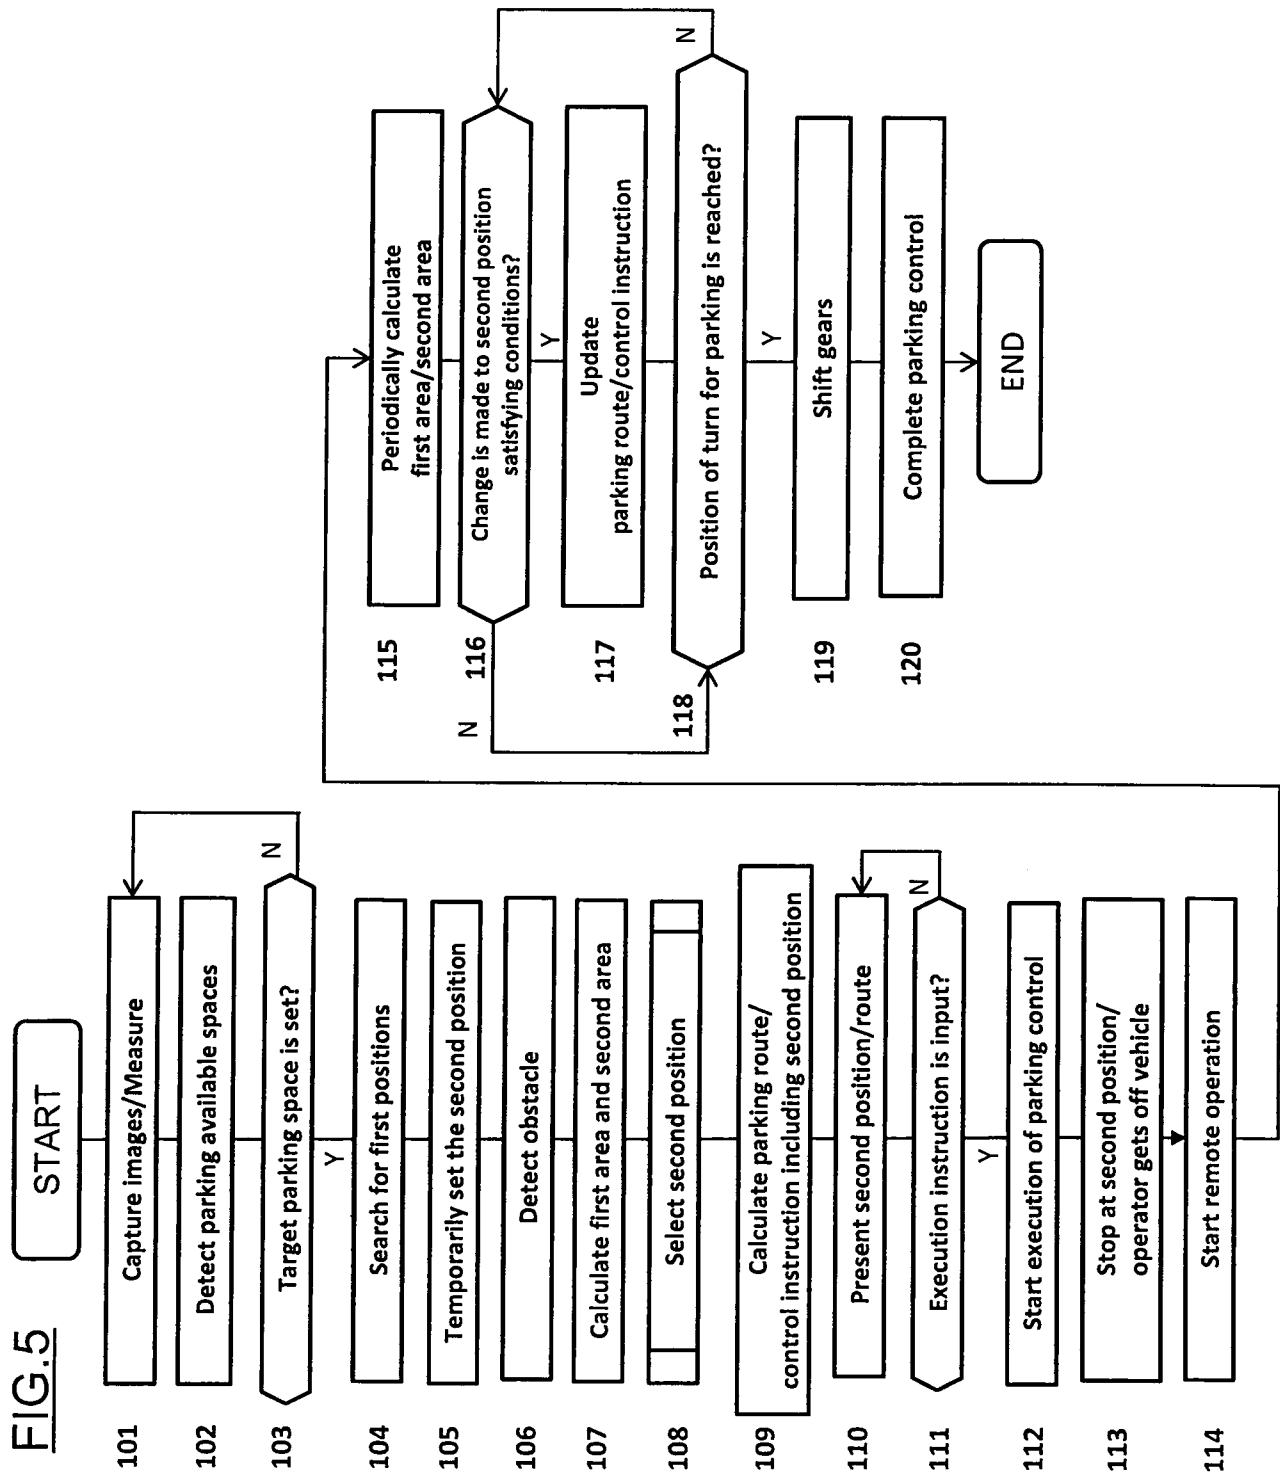 FIG.5
START
101
Capture images/Measure
102
Detect parking available spaces
103
Target parking space is set?
N
Y
104
Search for first positions
105
Temporarily set the second position
106
Detect obstacle
107
Calculate first area and second area
108
Select second position
109
Calculate parking route/
control instruction including second position
110
Present second position/route
111
Execution instruction is input?
N
Y
112
Start execution of parking control
113
Stop at second position/
operator gets off vehicle
114
Start remote operation
115
Periodically calculate
first area/second area
116
Change is made to second position
satisfying conditions?
N
Y
117
Update
parking route/control instruction
118
Position of turn for parking is reached?
N
Y
119
Shift gears
120
Complete parking control
END